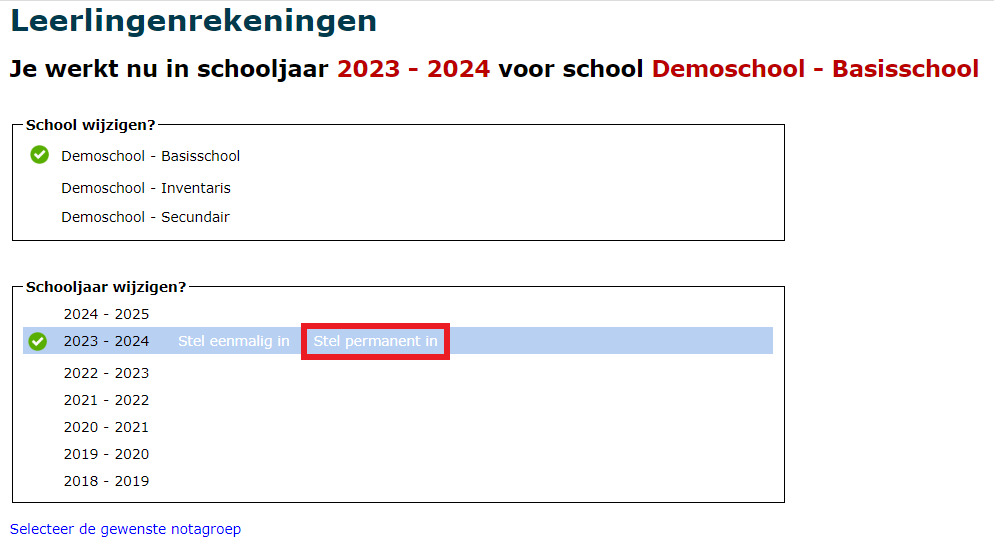 Leerlingenrekeningen
Je werkt nu in schooljaar 2023 - 2024 voor school Demoschool - Basisschool
School wijzigen?
Demoschool - Basisschool
Demoschool - Inventaris
Demoschool - Secundair
Schooljaar wijzigen?
2024 - 2025
2023 - 2024 Stel eenmalig in Stel permanent in
2022 - 2023
2021 - 2022
2020 - 2021
2019 - 2020
2018 - 2019
Selecteer de gewenste notagroep